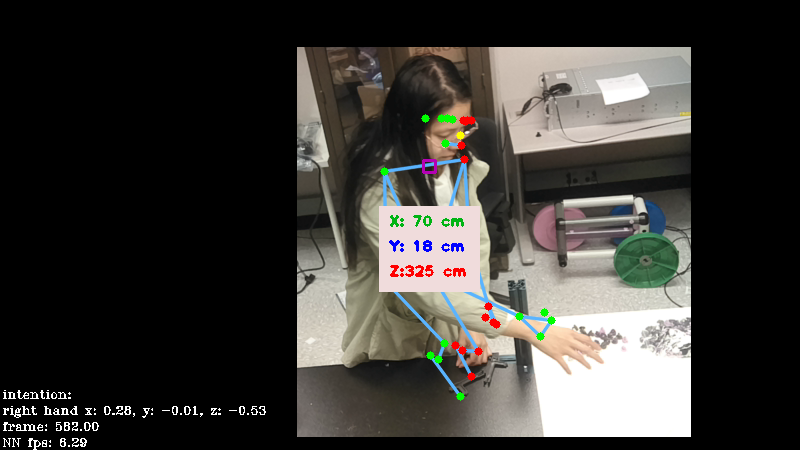 X: 70 cm
Y: 18 cm
Z:325 cm
intention:
right hand x: 0.28, y: -0.01, z: -0.53
frame: 582.00
NN fps: 6.29